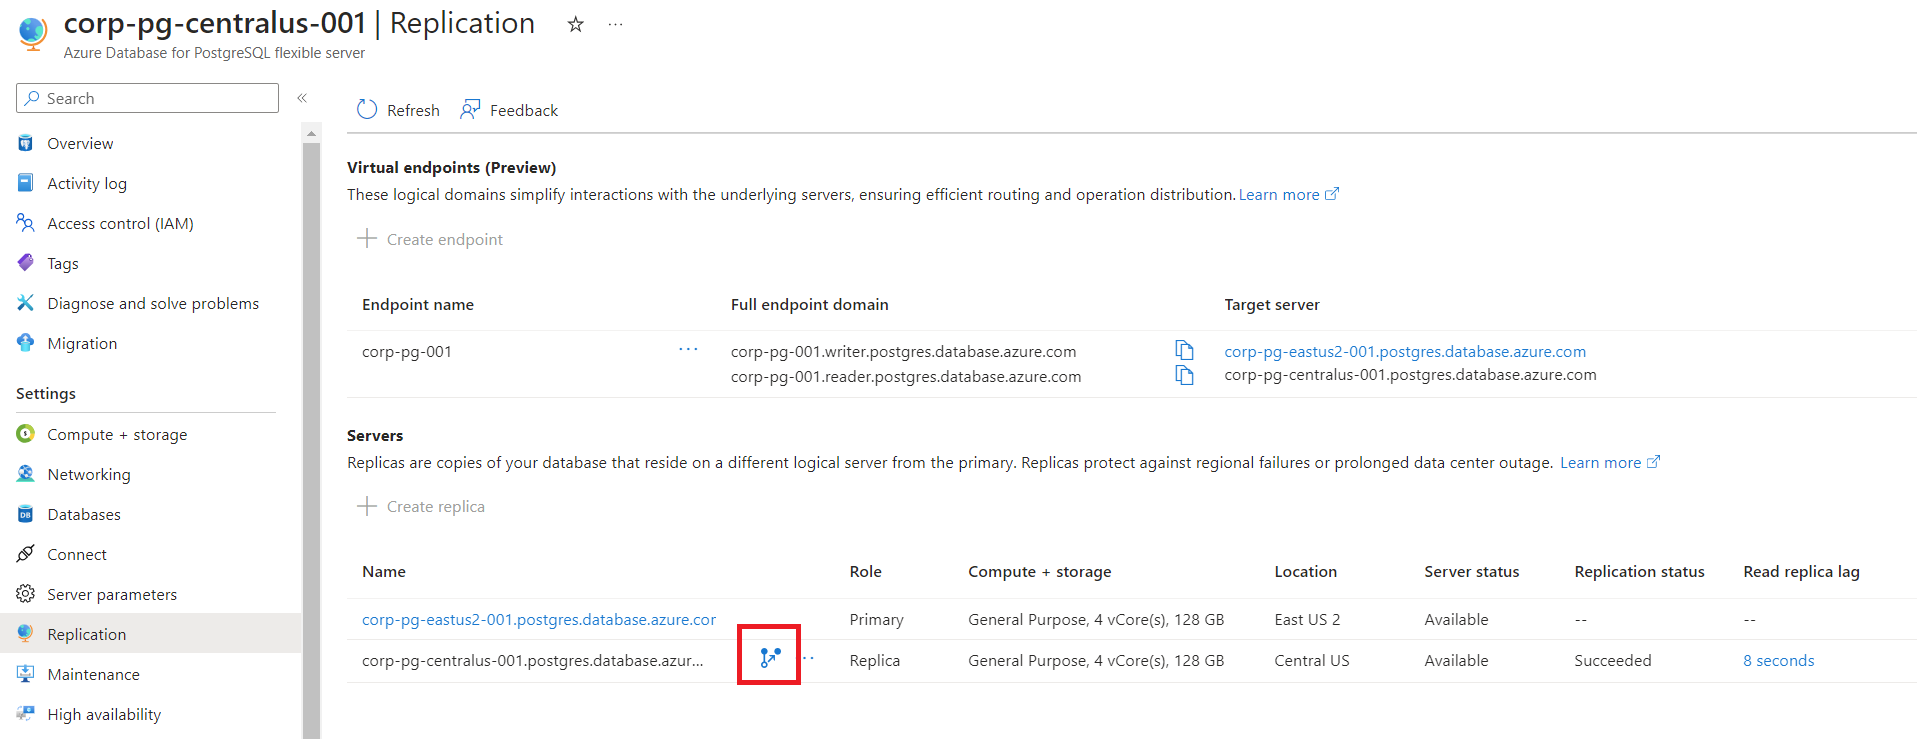 corp-pg-centralus-001 | Replication
Azure Database for PostgreSQL flexible server
Search
Overview
Activity log
Access control (IAM)
Tags
Diagnose and solve problems
Migration
Settings
Compute + storage
Networking
Databases
Connect
Server parameters
Replication
Maintenance
High availability
Refresh Feedback
Virtual endpoints (Preview)
These logical domains simplify interactions with the underlying servers, ensuring efficient routing and operation distribution. Learn more
Create endpoint
Endpoint name Full endpoint domain Target server
corp-pg-001 ... corp-pg-001.writer.postgres.database.azure.com corp-pg-eastus2-001.postgres.database.azure.com
corp-pg-001.reader.postgres.database.azure.com corp-pg-centralus-001.postgres.database.azure.com
Servers
Replicas are copies of your database that reside on a different logical server from the primary. Replicas protect against regional failures or prolonged data center outage. Learn more
Create replica
Name Role Compute + storage Location Server status Replication status Read replica lag
corp-pg-eastus2-001.postgres.database.azure.cor Primary General Purpose, 4 vCore(s), 128 GB East US 2 Available -- --
corp-pg-centralus-001.postgres.database.azur... Replica General Purpose, 4 vCore(s), 128 GB Central US Available Succeeded 8 seconds